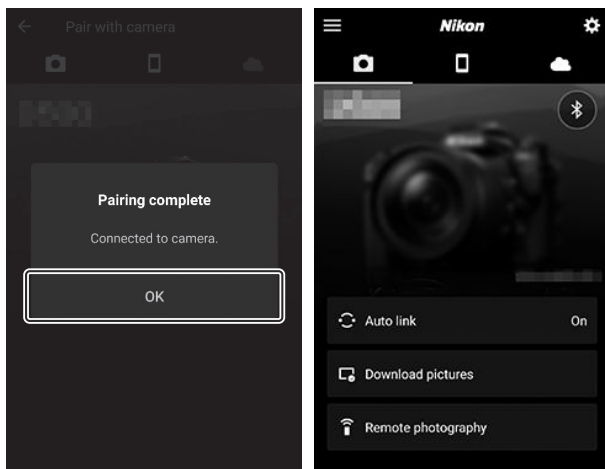 Pair with camera
Pairing complete
Connected to camera.
OK
Nikon
Auto link On
Download pictures
Remote photography